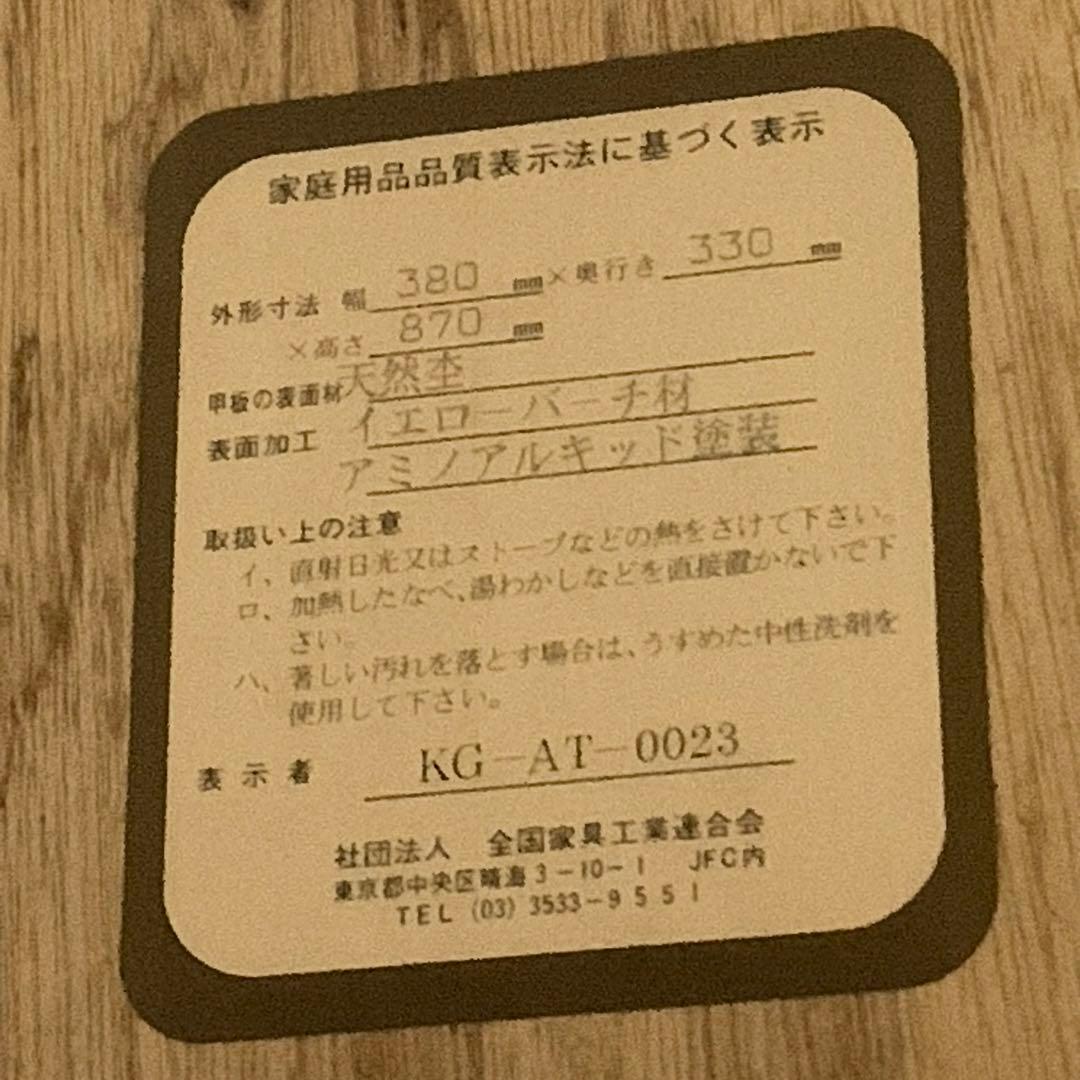 家庭用品品質表示法に基づく表示
外形寸法 幅 380 mm×奥行き 330 mm
×高さ 870 mm
甲板の表面材 天然杢
表面加工 イエローバーチ材
アミノアルキッド塗装
取扱い上の注意
イ、直射日光又はストーブなどの熱をさけて下さい。
ロ、加熱したなべ、湯わかしなどを直接置かないで下
さい。
ハ、著しい汚れを落とす場合は、うすめた中性洗剤を
使用して下さい。
表示者 KG-AT-0023
社団法人 全国家具工業連合会
東京都中央区晴海3-10-1 JFC内
TEL (03) 3533-9551